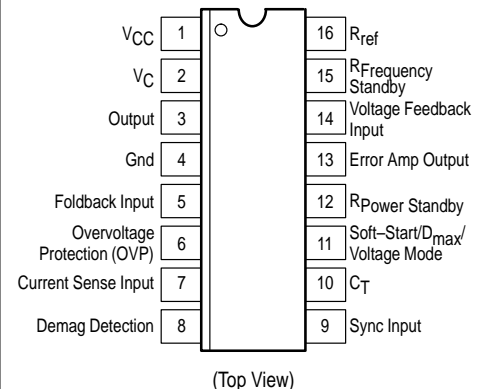 VCC 1
VC 2
Output 3
Gnd 4
Foldback Input 5
Overvoltage
Protection (OVP) 6
Current Sense Input 7
Demag Detection 8
16 Rref
15 RFrequency
Standby
14 Voltage Feedback
Input
13 Error Amp Output
12 RPower Standby
11 Soft–Start/Dmax/
Voltage Mode
10 CT
9 Sync Input
(Top View)